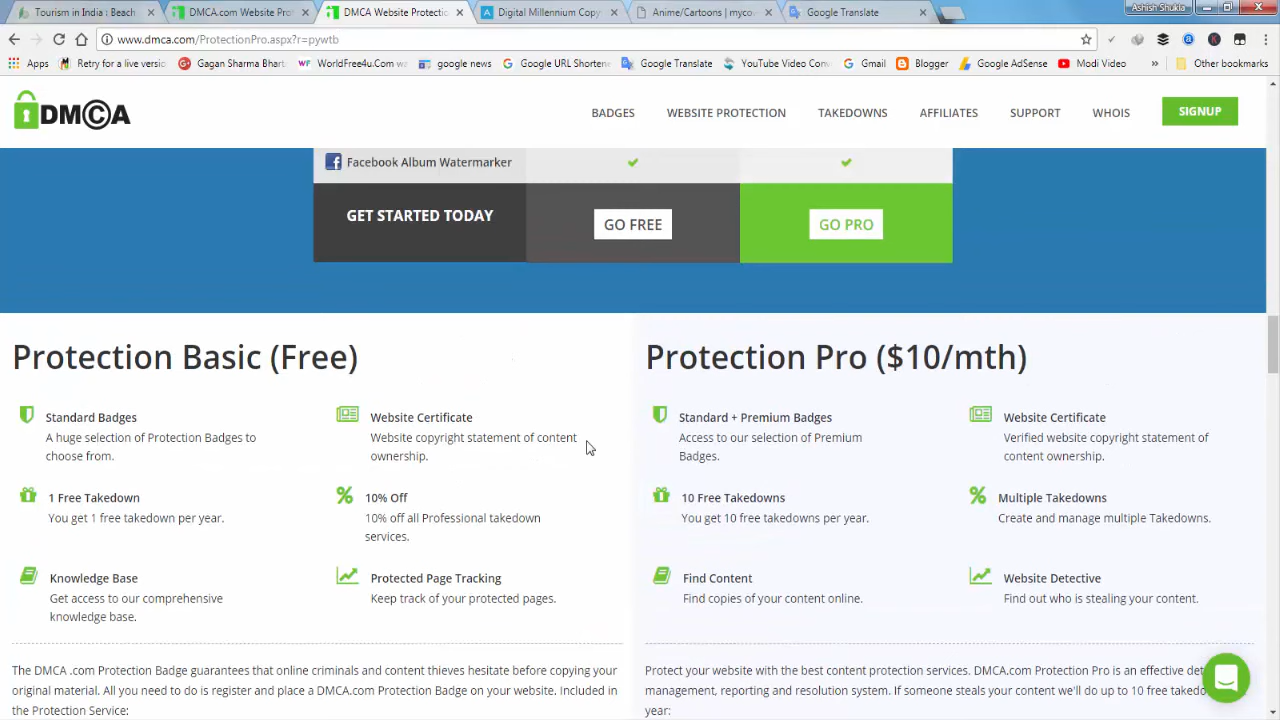 Tourism in India | Beach
DMCA.com Website Pro
DMCA Website Protectio
Digital Millennium Copy
Anime/Cartoons | myco
Google Translate
Ashish Shukla
www.dmca.com/ProtectionPro.aspx?r=pywtb
Apps
Retry for a live versio
Gagan Sharma Bhart
WorldFree4u.Com wa
google news
Google URL Shortene
Google Translate
YouTube Video Com
Gmail
Blogger
Google AdSense
Modi Video
»
Other bookmarks
DMCA
BADGES
WEBSITE PROTECTION
TAKEDOWNS
AFFILIATES
SUPPORT
WHOIS
SIGNUP
Facebook Album Watermarker
GET STARTED TODAY
GO FREE
GO PRO
Protection Basic (Free)
Standard Badges
A huge selection of Protection Badges to
choose from.
Website Certificate
Website copyright statement of content
ownership.
1 Free Takedown
You get 1 free takedown per year.
10% Off
10% off all Professional takedown
services.
Knowledge Base
Get access to our comprehensive
knowledge base.
Protected Page Tracking
Keep track of your protected pages.
The DMCA .com Protection Badge guarantees that online criminals and content thieves hesitate before copying your
original material. All you need to do is register and place a DMCA.com Protection Badge on your website. Included in
the Protection Service:
Protection Pro ($10/mth)
Standard + Premium Badges
Access to our selection of Premium
Badges.
Website Certificate
Verified website copyright statement of
content ownership.
10 Free Takedowns
You get 10 free takedowns per year.
Multiple Takedowns
Create and manage multiple Takedowns.
Find Content
Find copies of your content online.
Website Detective
Find out who is stealing your content.
Protect your website with the best content protection services. DMCA.com Protection Pro is an effective
management, reporting and resolution system. If someone steals your content we'll do up to 10 free
year: